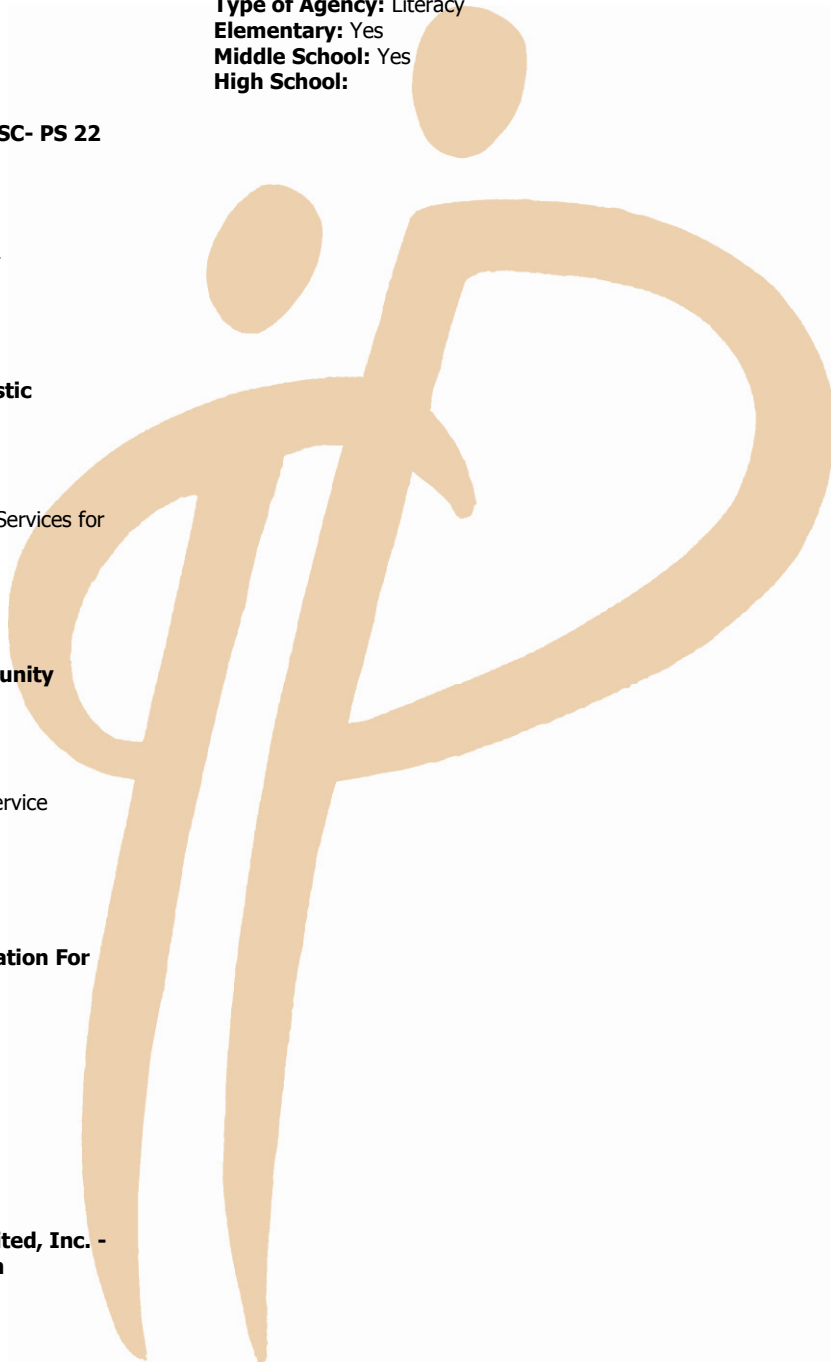 Type of Agency: Literacy
Elementary: Yes
Middle School: Yes
High School:
SC- PS 22
stic
Services for
unity
ervice
ation For
ited, Inc. -